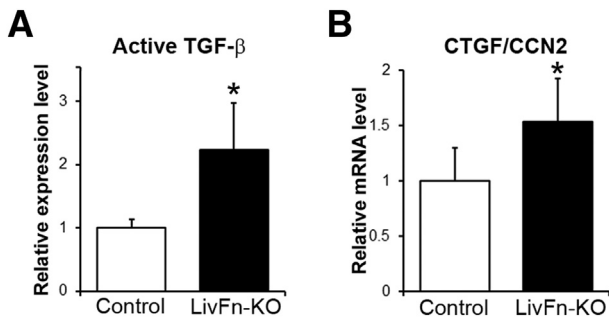 A
Active TGF-β
Relative expression level
3
2
1
0
*
Control
LivFn-KO
B
CTGF/CCN2
Relative mRNA level
2
1.5
1
0.5
0
*
Control
LivFn-KO